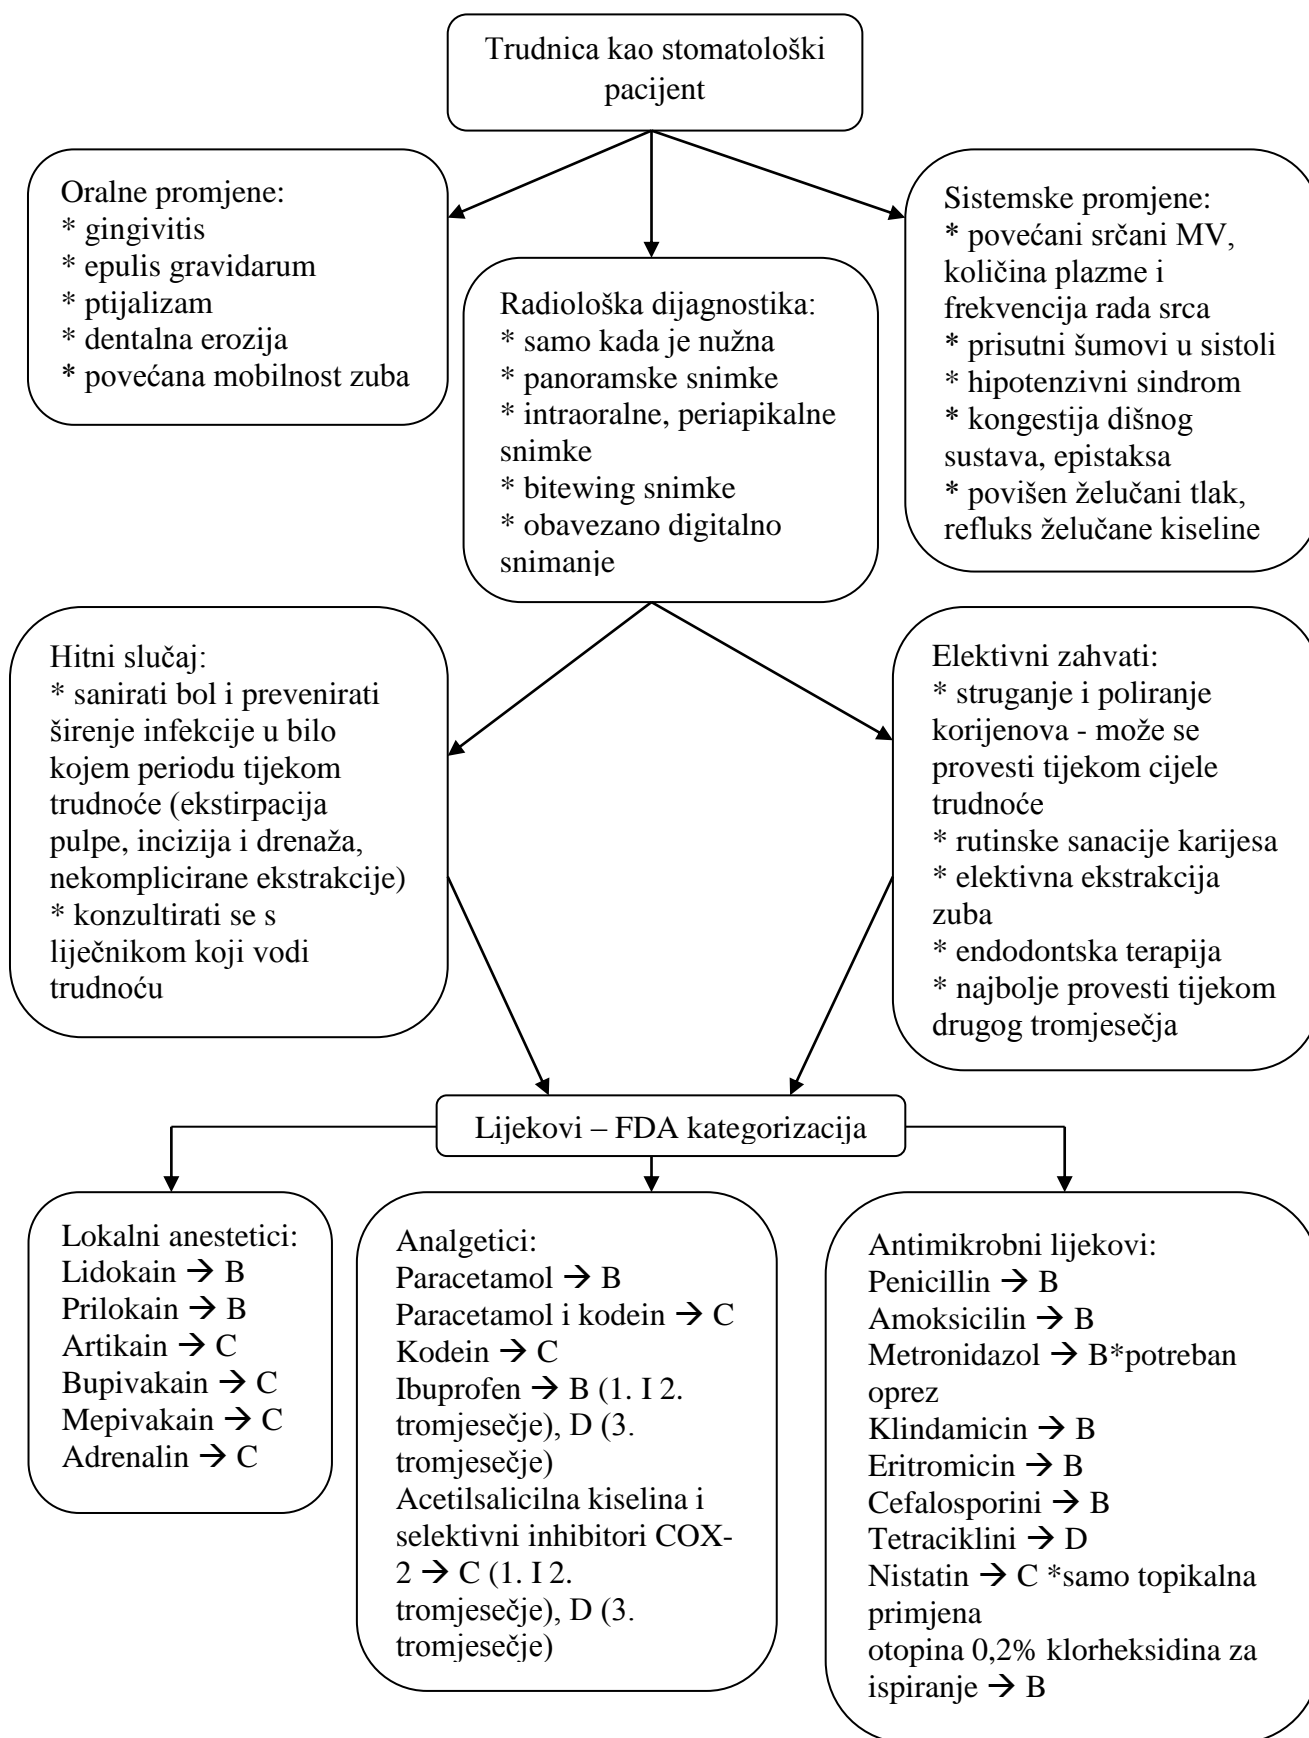 Trudnica kao stomatološki
pacijent
Oralne promjene:
* gingivitis
* epulis gravidarum
* ptijalizam
* dentalna erozija
* povećana mobilnost zuba
Radiološka dijagnostika:
* samo kada je nužna
* panoramske snimke
* intraoralne, periapikalne
snimke
* bitewing snimke
* obavezano digitalno
snimanje
Sistemske promjene:
* povećani srčani MV,
količina plazme i
frekvencija rada srca
* prisutni šumovi u sistoli
* hipotenzivni sindrom
* kongestija dišnog
sustava, epistaksa
* povišen želučani tlak,
refluks želučane kiseline
Hitni slučaj:
* sanirati bol i prevenirati
širenje infekcije u bilo
kojem periodu tijekom
trudnoće (ekstirpacija
pulpe, incizija i drenaža,
nekomplicirane ekstrakcije)
* konzultirati se s
liječnikom koji vodi
trudnoću
Elektivni zahvati:
* struganje i poliranje
korijenova - može se
provesti tijekom cijele
trudnoće
* rutinske sanacije karijesa
* elektivna ekstrakcija
zuba
* endodontska terapija
* najbolje provesti tijekom
drugog tromjesečja
Lijekovi – FDA kategorizacija
Lokalni anestetici:
Lidokain → B
Prilokain → B
Artikain → C
Bupivakain → C
Mepivakain → C
Adrenalin → C
Analgetici:
Paracetamol → B
Paracetamol i kodein → C
Kodein → C
Ibuprofen → B (1. I 2.
tromjesečje), D (3.
tromjesečje)
Acetilsalicilna kiselina i
selektivni inhibitori COX-
2 → C (1. I 2.
tromjesečje), D (3.
tromjesečje)
Antimikrobni lijekovi:
Penicillin → B
Amoksicilin → B
Metronidazol → B*potreban
oprez
Klindamicin → B
Eritromicin → B
Cefalosporini → B
Tetraciklini → D
Nistatin → C *samo topikalna
primjena
otopina 0,2% klorheksidina za
ispiranje → B